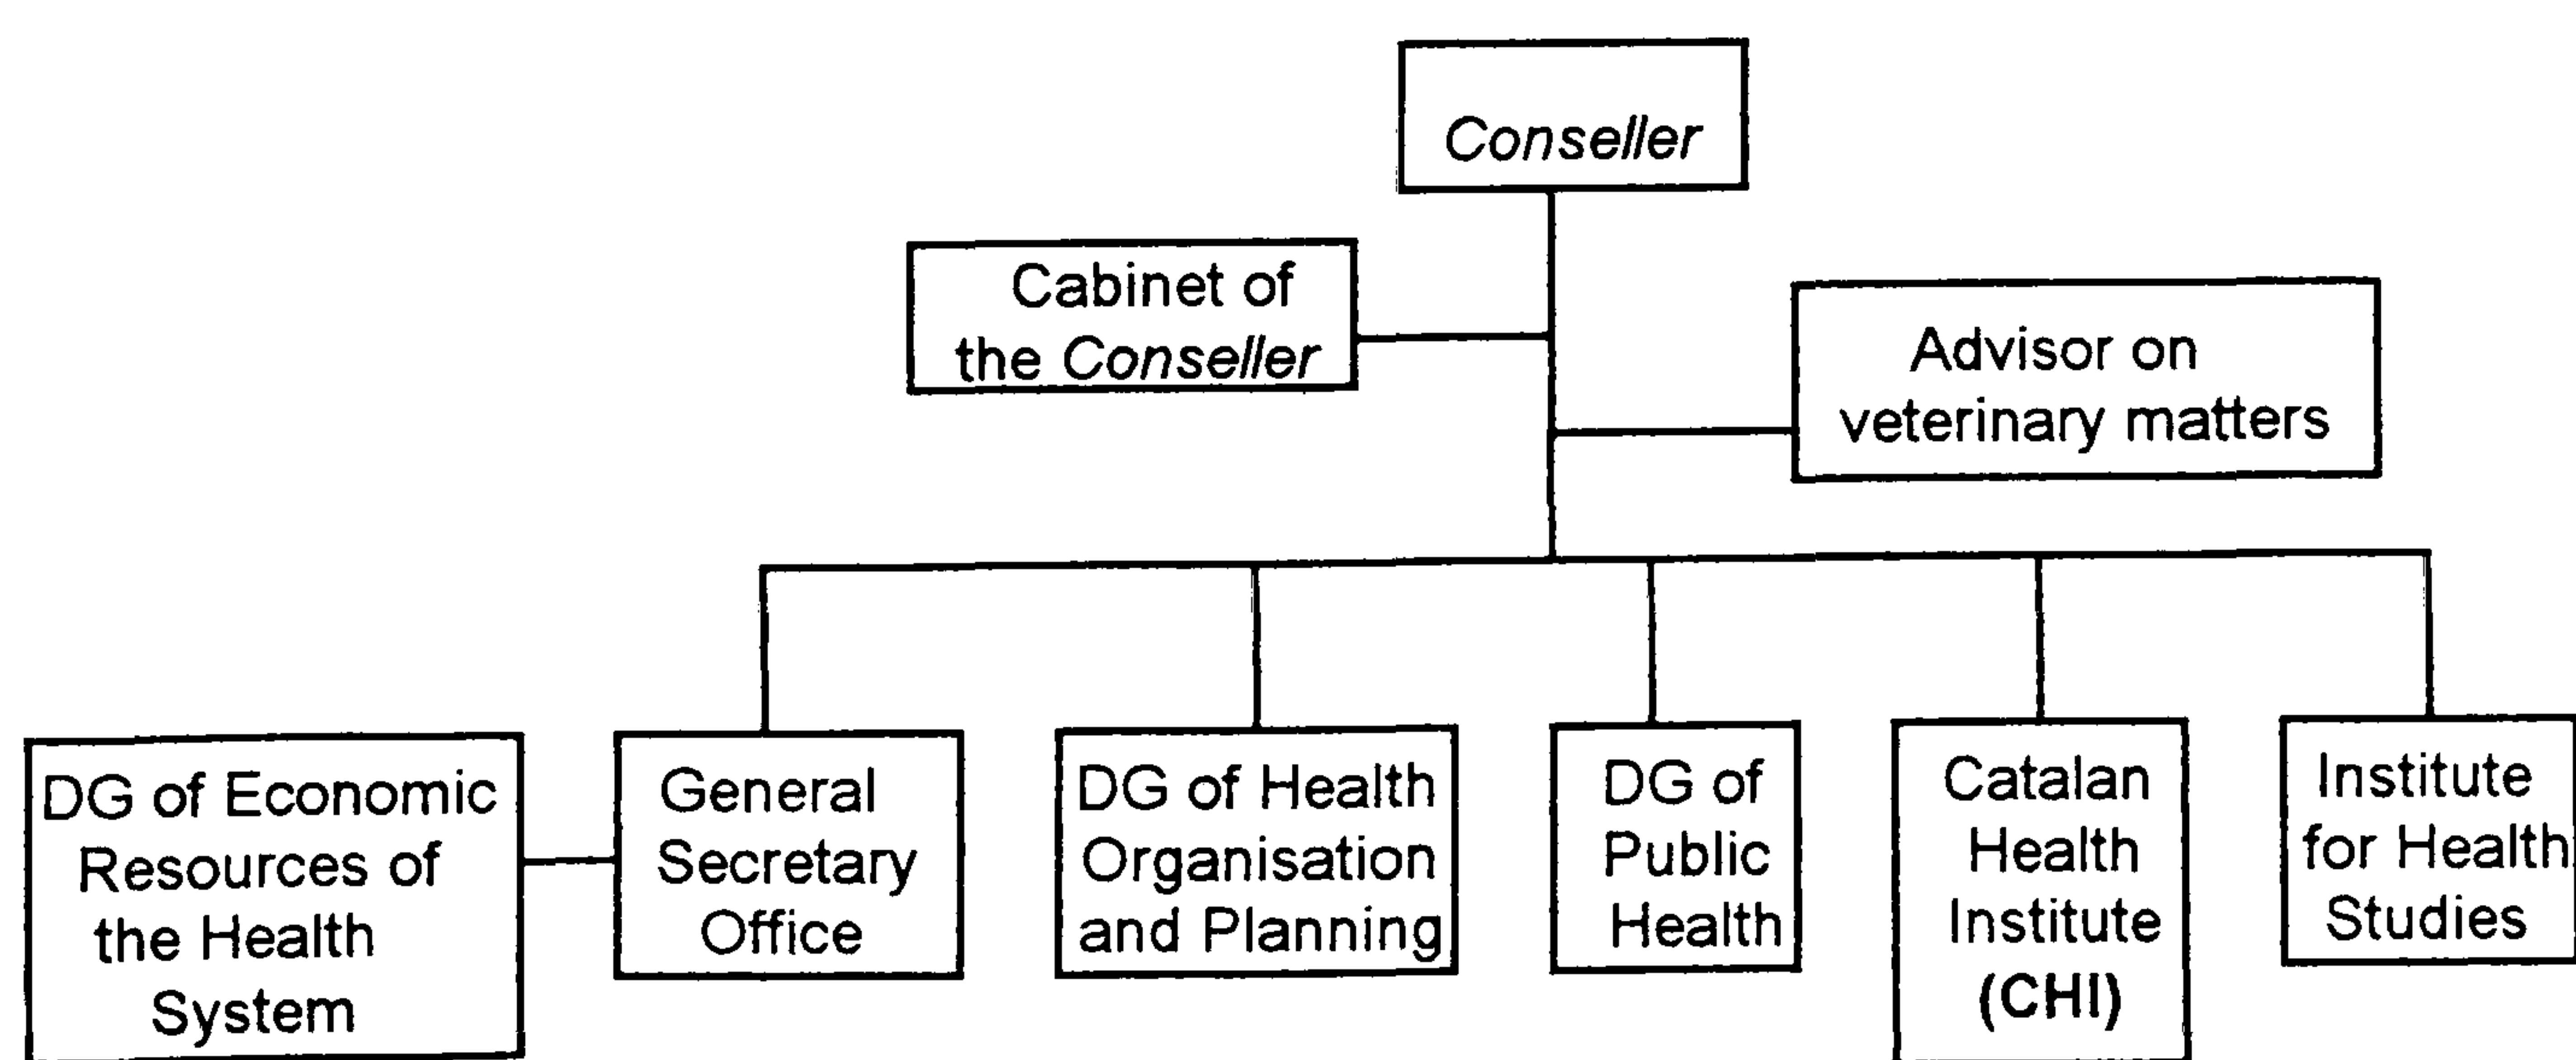 Conseller
Cabinet of
the Conseller
Advisor on
veterinary matters
DG of Economic
Resources of
the Health
System
General
Secretary
Office
DG of Health
Organisation
and Planning
DG of
Public
Health
Catalan
Health
Institute
(CHI)
Institute
for Health
Studies